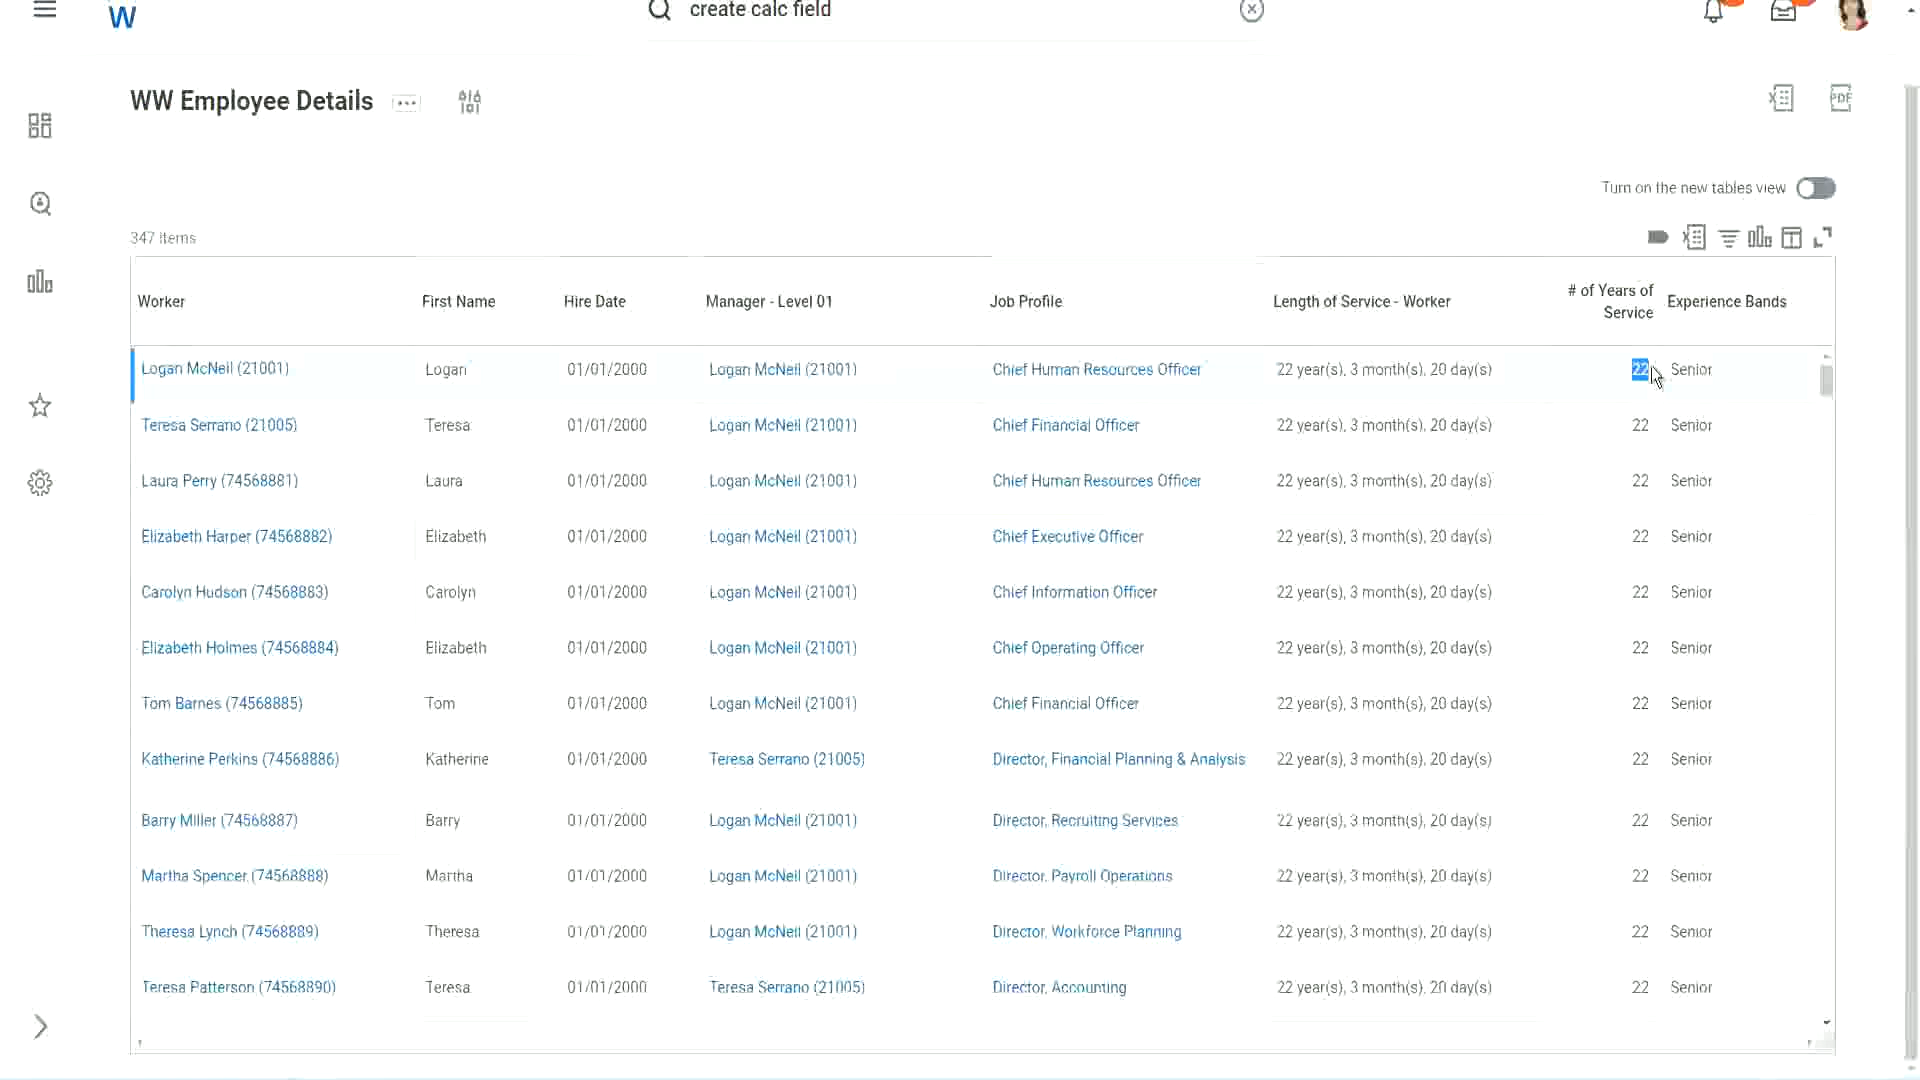 W
create calc field
WW Employee Details
PDF
Turn on the new tables view
347 items
Worker First Name Hire Date Manager - Level 01 Job Profile Length of Service - Worker # of Years of Service Experience Bands
Logan McNeil (21001) Logan 01/01/2000 Logan McNeil (21001) Chief Human Resources Officer 22 year(s), 3 month(s), 20 day(s) 22 Senior
Teresa Serrano (21005) Teresa 01/01/2000 Logan McNeil (21001) Chief Financial Officer 22 year(s), 3 month(s), 20 day(s) 22 Senior
Laura Perry (74568881) Laura 01/01/2000 Logan McNeil (21001) Chief Human Resources Officer 22 year(s), 3 month(s), 20 day(s) 22 Senior
Elizabeth Harper (74568882) Elizabeth 01/01/2000 Logan McNeil (21001) Chief Executive Officer 22 year(s), 3 month(s), 20 day(s) 22 Senior
Carolyn Hudson (74568883) Carolyn 01/01/2000 Logan McNeil (21001) Chief Information Officer 22 year(s), 3 month(s), 20 day(s) 22 Senior
Elizabeth Holmes (74568884) Elizabeth 01/01/2000 Logan McNeil (21001) Chief Operating Officer 22 year(s), 3 month(s), 20 day(s) 22 Senior
Tom Barnes (74568885) Tom 01/01/2000 Logan McNeil (21001) Chief Financial Officer 22 year(s), 3 month(s), 20 day(s) 22 Senior
Katherine Perkins (74568886) Katherine 01/01/2000 Teresa Serrano (21005) Director, Financial Planning & Analysis 22 year(s), 3 month(s), 20 day(s) 22 Senior
Barry Miller (74568887) Barry 01/01/2000 Logan McNeil (21001) Director, Recruiting Services 22 year(s), 3 month(s), 20 day(s) 22 Senior
Martha Spencer (74568888) Martha 01/01/2000 Logan McNeil (21001) Director, Payroll Operations 22 year(s), 3 month(s), 20 day(s) 22 Senior
Theresa Lynch (74568889) Theresa 01/01/2000 Logan McNeil (21001) Director, Workforce Planning 22 year(s), 3 month(s), 20 day(s) 22 Senior
Teresa Patterson (74568890) Teresa 01/01/2000 Teresa Serrano (21005) Director, Accounting 22 year(s), 3 month(s), 20 day(s) 22 Senior